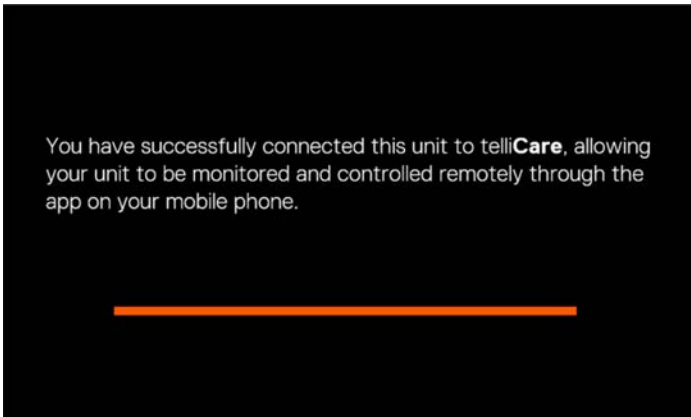 You have successfully connected this unit to telliCare, allowing
your unit to be monitored and controlled remotely through the
app on your mobile phone.